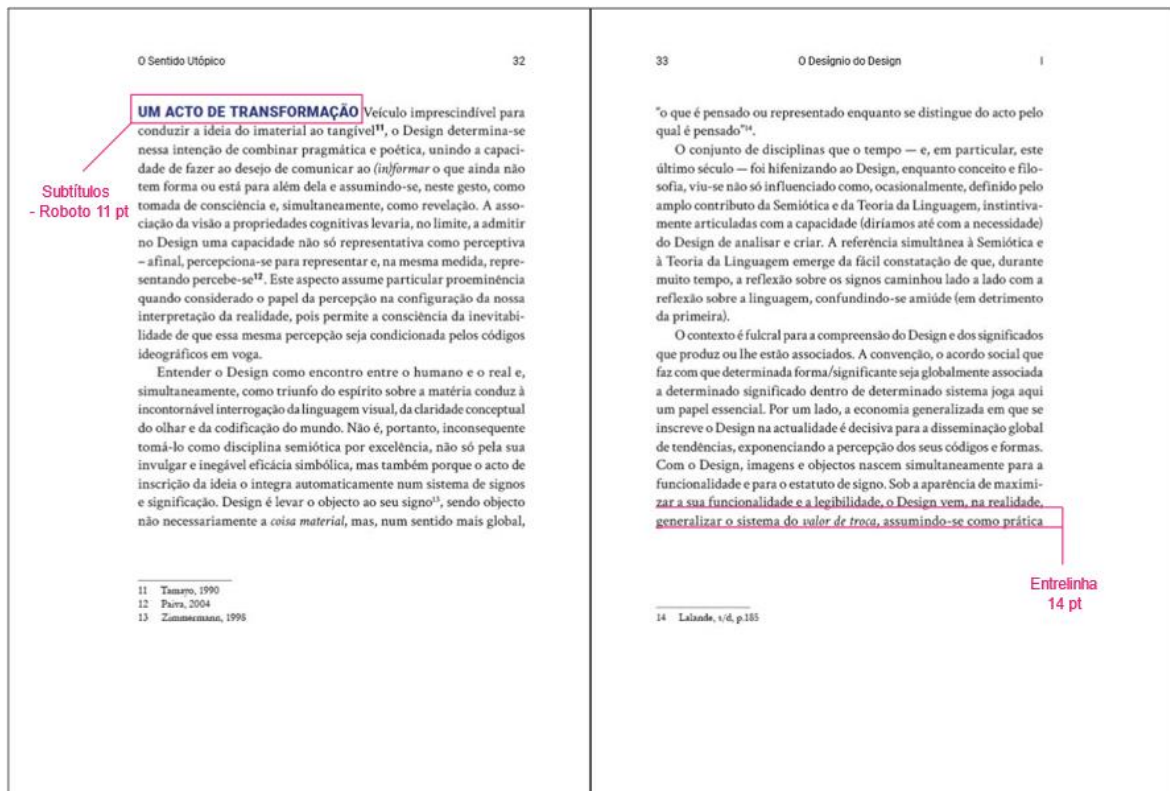 O Sentido Utópico 32
UM ACTO DE TRANSFORMAÇÃO Veículo imprescindível para
conduzir a ideia do imaterial ao tangível¹¹, o Design determina-se
nessa intenção de combinar pragmática e poética, unindo a capaci-
dade de fazer ao desejo de comunicar ao (in)formar o que ainda não
tem forma ou está para além dela e assumindo-se, neste gesto, como
tomada de consciência e, simultaneamente, como revelação. A asso-
ciação da visão a propriedades cognitivas levaria, no limite, a admitir
no Design uma capacidade não só representativa como perceptiva
– afinal, percepciona-se para representar e, na mesma medida, repre-
sentando percebe-se¹². Este aspecto assume particular proeminência
quando considerado o papel da percepção na configuração da nossa
interpretação da realidade, pois permite a consciência da inevitabi-
lidade de que essa mesma percepção seja condicionada pelos códigos
ideográficos em voga.
Entender o Design como encontro entre o humano e o real e,
simultaneamente, como triunfo do espírito sobre a matéria conduz à
incontornável interrogação da linguagem visual, da claridade conceptual
do olhar e da codificação do mundo. Não é, portanto, inconsequente
tomá-lo como disciplina semiótica por excelência, não só pela sua
invulgar e inegável eficácia simbólica, mas também porque o acto de
inscrição da ideia o integra automaticamente num sistema de signos
e significação. Design é levar o objecto ao seu signo¹³, sendo objecto
não necessariamente a coisa material, mas, num sentido mais global,
11 Tamayo, 1990
12 Paiva, 2004
13 Zimmermann, 1998
Subtítulos
- Roboto 11 pt
33 O Desígnio do Design I
"o que é pensado ou representado enquanto se distingue do acto pelo
qual é pensado"¹⁴.
O conjunto de disciplinas que o tempo — e, em particular, este
último século — foi hifenizando ao Design, enquanto conceito e filo-
sofia, viu-se não só influenciado como, ocasionalmente, definido pelo
amplo contributo da Semiótica e da Teoria da Linguagem, instintiva-
mente articuladas com a capacidade (diríamos até com a necessidade)
do Design de analisar e criar. A referência simultânea à Semiótica e
à Teoria da Linguagem emerge da fácil constatação de que, durante
muito tempo, a reflexão sobre os signos caminhou lado a lado com a
reflexão sobre a linguagem, confundindo-se amiúde (em detrimento
da primeira).
O contexto é fulcral para a compreensão do Design e dos significados
que produz ou lhe estão associados. A convenção, o acordo social que
faz com que determinada forma/significante seja globalmente associada
a determinado significado dentro de determinado sistema joga aqui
um papel essencial. Por um lado, a economia generalizada em que se
inscreve o Design na actualidade é decisiva para a disseminação global
de tendências, exponenciando a percepção dos seus códigos e formas.
Com o Design, imagens e objectos nascem simultaneamente para a
funcionalidade e para o estatuto de signo. Sob a aparência de maximi-
zar a sua funcionalidade e a legibilidade, o Design vem, na realidade,
generalizar o sistema do valor de troca, assumindo-se como prática
14 Lalande, s/d, p.185
Entrelinha
14 pt